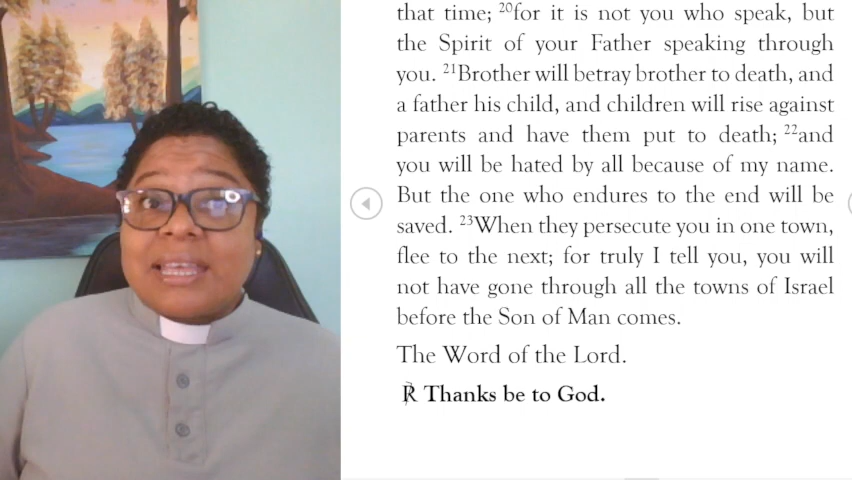 that time; ²⁰for it is not you who speak, but
the Spirit of your Father speaking through
you. ²¹Brother will betray brother to death, and
a father his child, and children will rise against
parents and have them put to death; ²²and
you will be hated by all because of my name.
But the one who endures to the end will be
saved. ²³When they persecute you in one town,
flee to the next; for truly I tell you, you will
not have gone through all the towns of Israel
before the Son of Man comes.
The Word of the Lord.
℟ Thanks be to God.